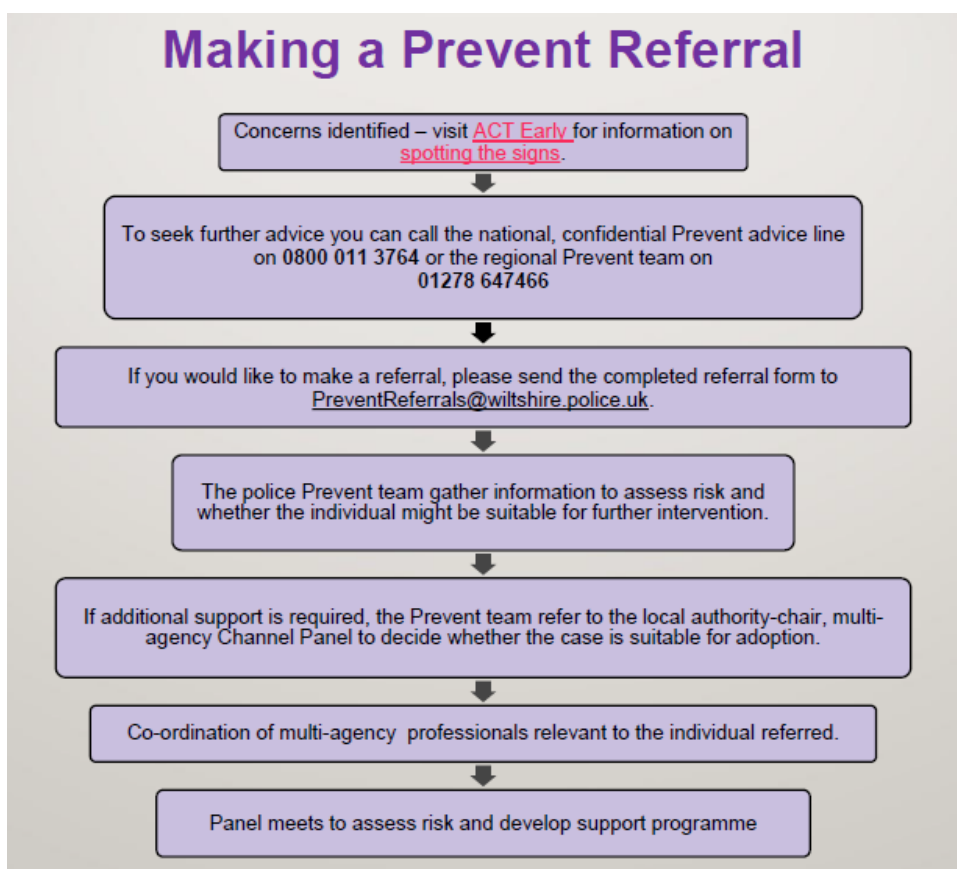 Making a Prevent Referral
Concerns identified – visit ACT Early for information on
spotting the signs.
To seek further advice you can call the national, confidential Prevent advice line
on 0800 011 3764 or the regional Prevent team on
01278 647466
If you would like to make a referral, please send the completed referral form to
PreventReferrals@wiltshire.police.uk.
The police Prevent team gather information to assess risk and
whether the individual might be suitable for further intervention.
If additional support is required, the Prevent team refer to the local authority-chair, multi-
agency Channel Panel to decide whether the case is suitable for adoption.
Co-ordination of multi-agency  professionals relevant to the individual referred.
Panel meets to assess risk and develop support programme